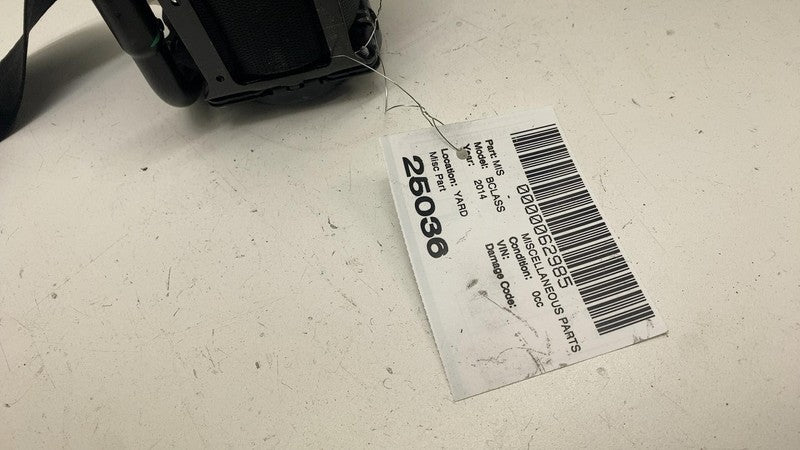 0000062985
Part: MIS - MISCELLANEOUS PARTS
Model: BCLASS Condition: 0cc
Year: 2014 VIN:
Damage Code:
Location: YARD
Misc Part
25036